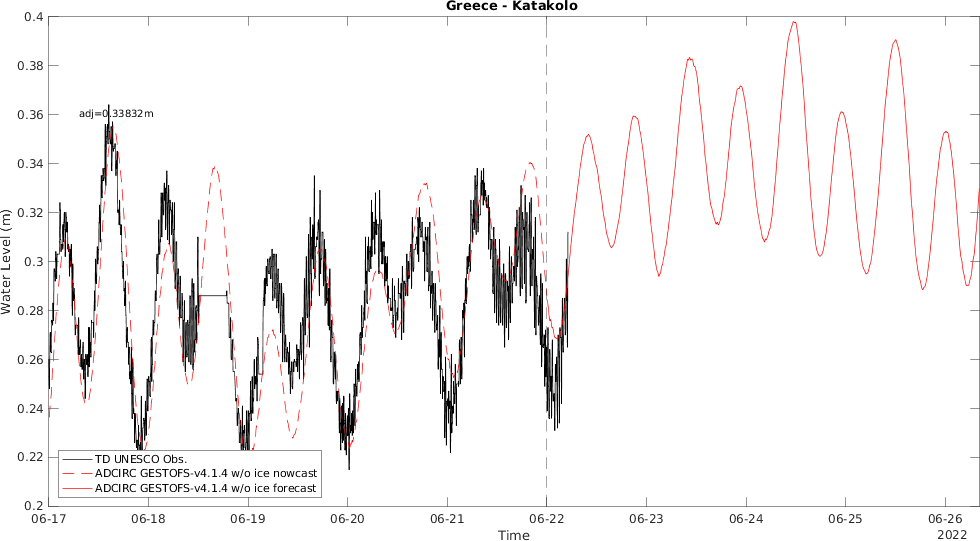 Greece - Katakolo
0.4
0.38
0.36
0.34
0.32
0.3
0.28
0.26
0.24
0.22
0.2
Water Level (m)
adj=0.33832m
TD UNESCO Obs.
ADCIRC GESTOFS-v4.1.4 w/o ice nowcast
ADCIRC GESTOFS-v4.1.4 w/o ice forecast
06-17 06-18 06-19 06-20 06-21 06-22 06-23 06-24 06-25 06-26
Time
2022